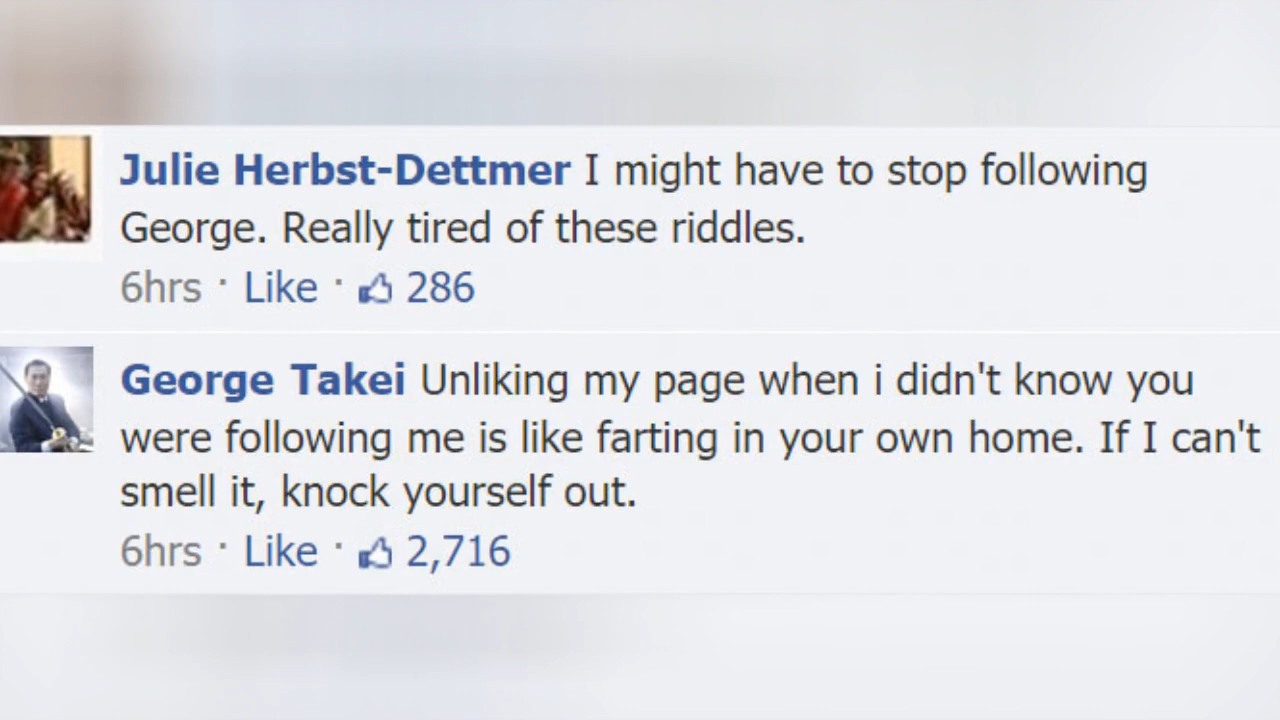 Julie Herbst-Dettmer I might have to stop following
George. Really tired of these riddles.
6hrs · Like · 286
George Takei Unliking my page when i didn't know you
were following me is like farting in your own home. If I can't
smell it, knock yourself out.
6hrs · Like · 2,716